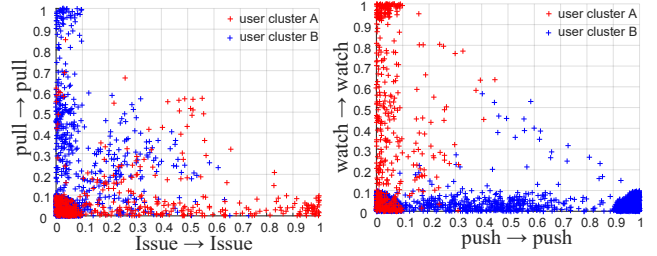 user cluster A
user cluster B
pull → pull
1
0.9
0.8
0.7
0.6
0.5
0.4
0.3
0.2
0.1
0
0 0.1 0.2 0.3 0.4 0.5 0.6 0.7 0.8 0.9 1
Issue → Issue
user cluster A
user cluster B
watch → watch
1
0.9
0.8
0.7
0.6
0.5
0.4
0.3
0.2
0.1
0
0 0.1 0.2 0.3 0.4 0.5 0.6 0.7 0.8 0.9 1
push → push